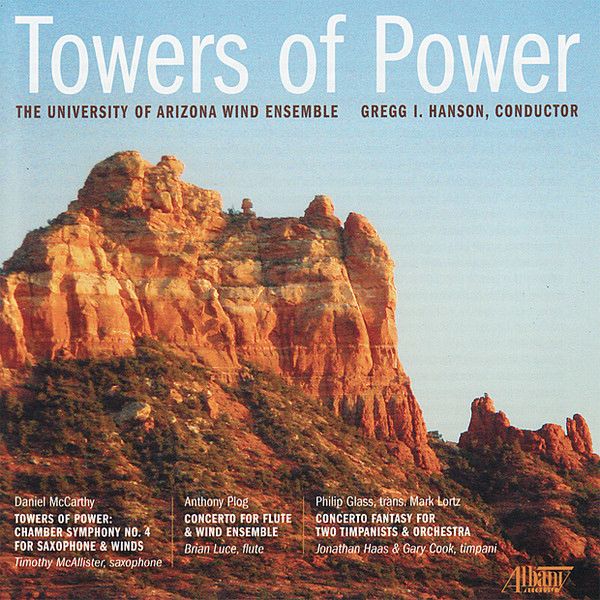 Towers of Power
THE UNIVERSITY OF ARIZONA WIND ENSEMBLE GREGG I. HANSON, CONDUCTOR
Daniel McCarthy
TOWERS OF POWER:
CHAMBER SYMPHONY NO. 4
FOR SAXOPHONE & WINDS
Timothy McAllister, saxophone
Anthony Plog
CONCERTO FOR FLUTE
& WIND ENSEMBLE
Brian Luce, flute
Philip Glass, trans. Mark Lortz
CONCERTO FANTASY FOR
TWO TIMPANISTS & ORCHESTRA
Jonathan Haas & Gary Cook, timpani
Albany
RECORDS